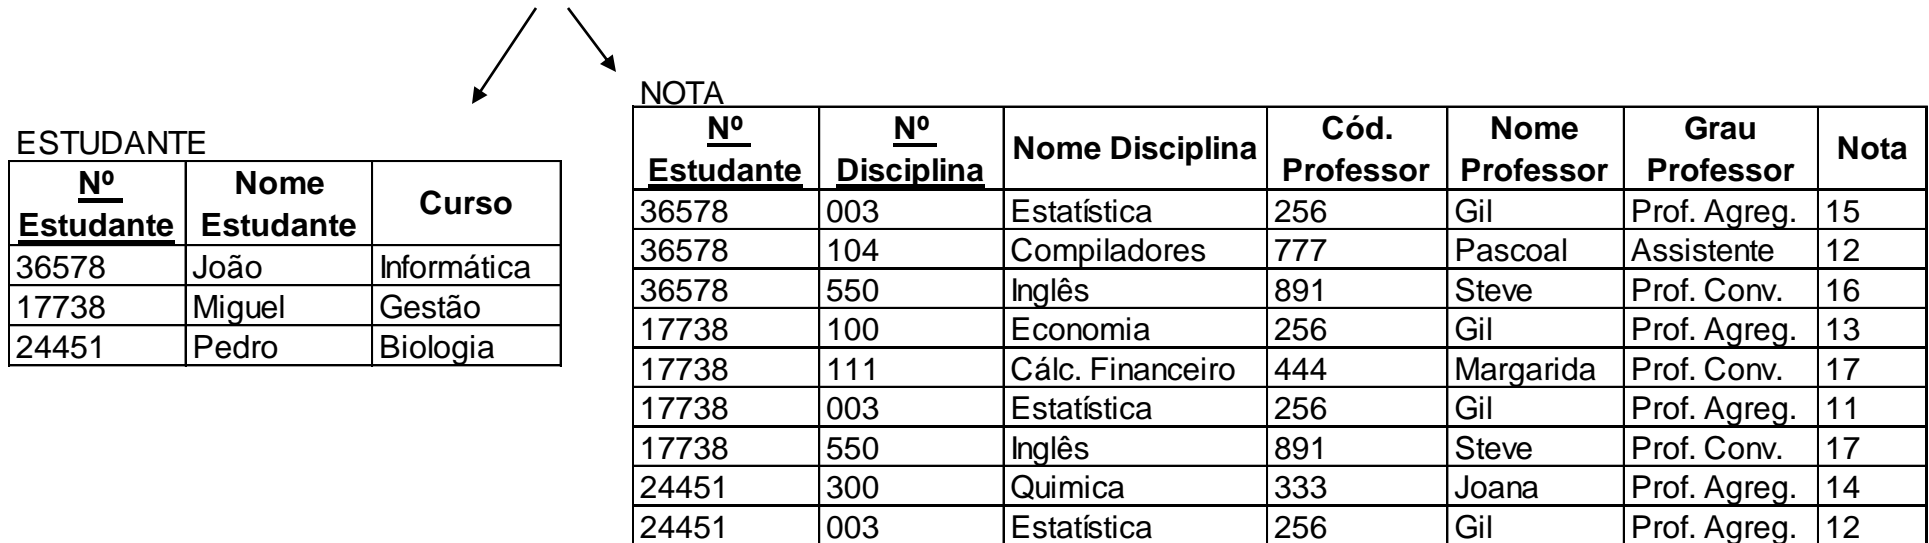 ESTUDANTE
Nº Estudante Nome Estudante Curso
36578 João Informática
17738 Miguel Gestão
24451 Pedro Biologia
NOTA
Nº Estudante Nº Disciplina Nome Disciplina Cód. Professor Nome Professor Grau Professor Nota
36578 003 Estatística 256 Gil Prof. Agreg. 15
36578 104 Compiladores 777 Pascoal Assistente 12
36578 550 Inglês 891 Steve Prof. Conv. 16
17738 100 Economia 256 Gil Prof. Agreg. 13
17738 111 Cálc. Financeiro 444 Margarida Prof. Conv. 17
17738 003 Estatística 256 Gil Prof. Agreg. 11
17738 550 Inglês 891 Steve Prof. Conv. 17
24451 300 Quimica 333 Joana Prof. Agreg. 14
24451 003 Estatística 256 Gil Prof. Agreg. 12